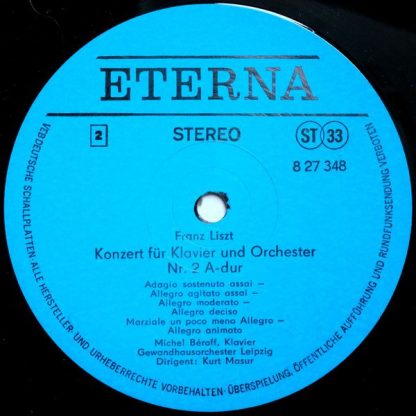 ETERNA
2 STEREO ST 33
8 27 348
Franz Liszt
Konzert für Klavier und Orchester
Nr. 2 A-dur
Adagio sostenuto assai –
Allegro agitato assai –
Allegro moderato –
Allegro deciso
Marziale un poco meno Allegro –
Allegro animato
Michel Béroff, Klavier
Gewandhausorchester Leipzig
Dirigent: Kurt Masur
VEB DEUTSCHE SCHALLPLATTEN · ALLE HERSTELLER- UND URHEBERRECHTE VORBEHALTEN · ÜBERSPIELUNG, ÖFFENTLICHE AUFFÜHRUNG UND RUNDFUNKSENDUNG VERBOTEN